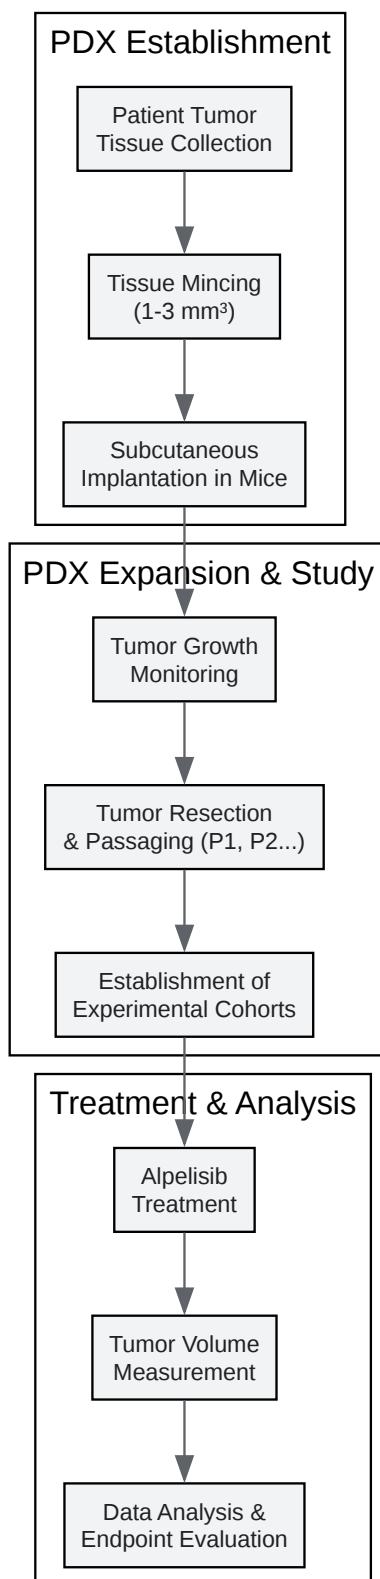 PDX Establishment
Patient Tumor
Tissue Collection
Tissue Mincing
(1-3 mm³)
Subcutaneous
Implantation in Mice
PDX Expansion & Study
Tumor Growth
Monitoring
Tumor Resection
& Passaging (P1, P2...)
Establishment of
Experimental Cohorts
Treatment & Analysis
Alpelisib
Treatment
Tumor Volume
Measurement
Data Analysis &
Endpoint Evaluation